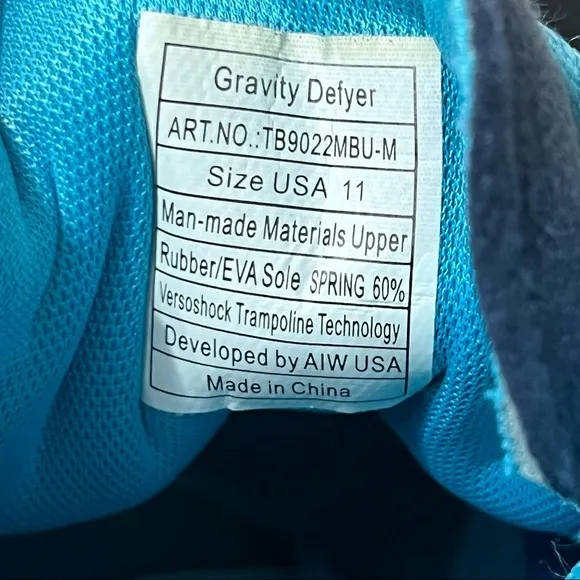 Gravity Defyer
ART.NO.:TB9022MBU-M
Size USA 11
Man-made Materials Upper
Rubber/EVA Sole SPRING 60%
Versoshock Trampoline Technology
Developed by AIW USA
Made in China